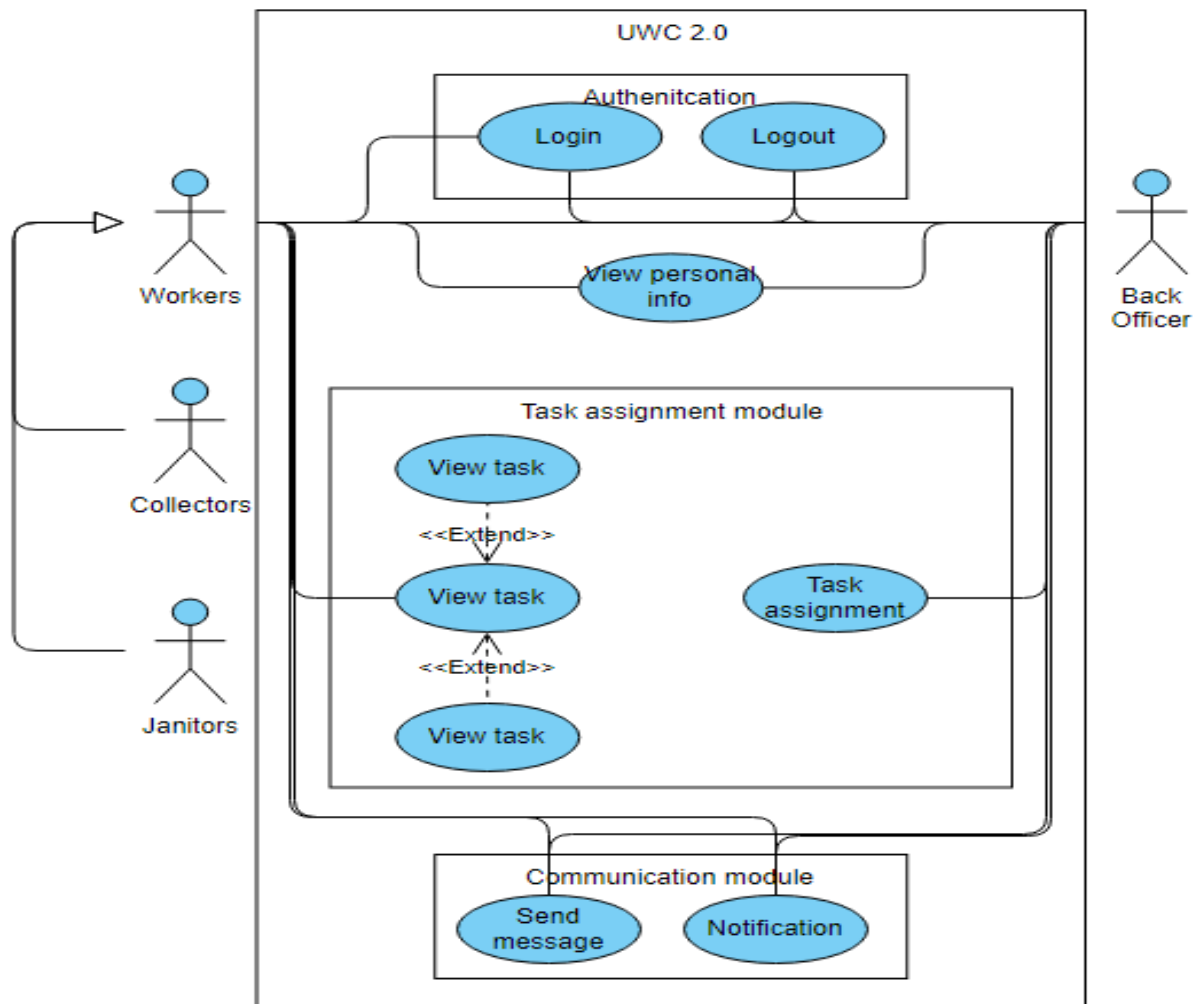 UWC 2.0
Authenitcation
Login
Logout
Workers
View personal
info
Back
Officer
Collectors
Task assignment module
View task
<<Extend>>
View task
Task
assignment
<<Extend>>
View task
Janitors
Communication module
Send
message
Notification